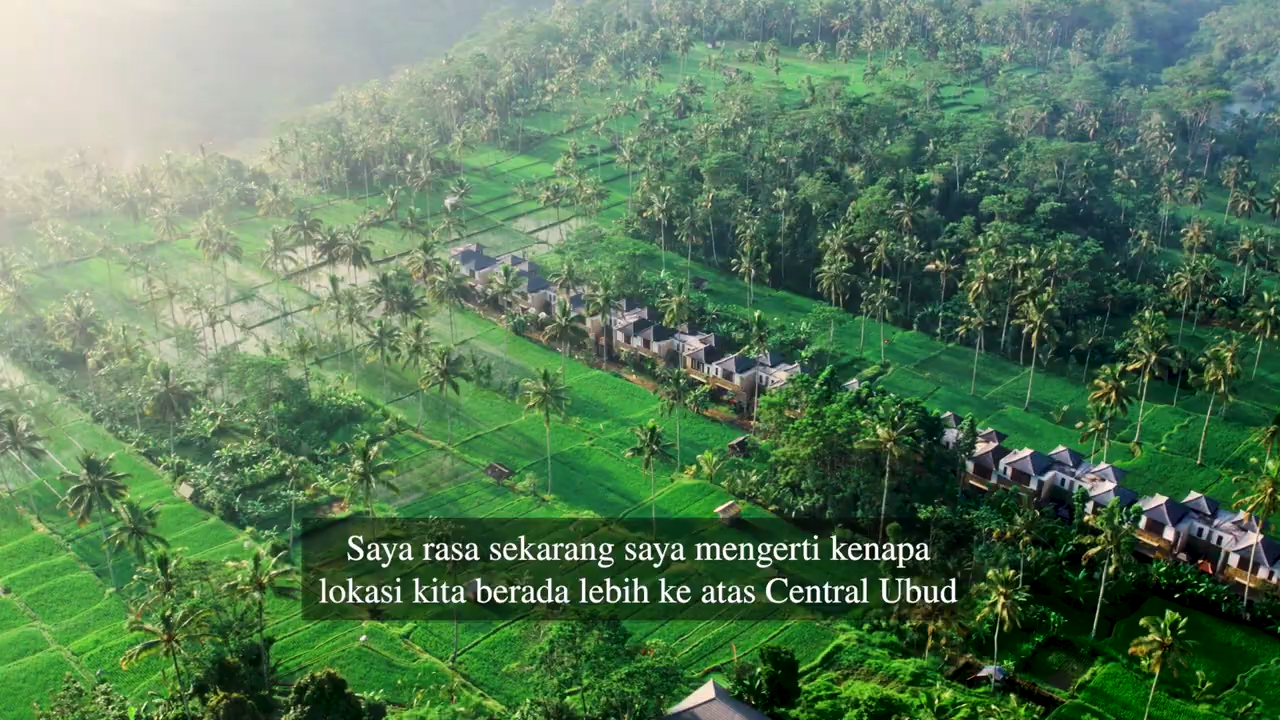 Saya rasa sekarang saya mengerti kenapa
lokasi kita berada lebih ke atas Central Ubud